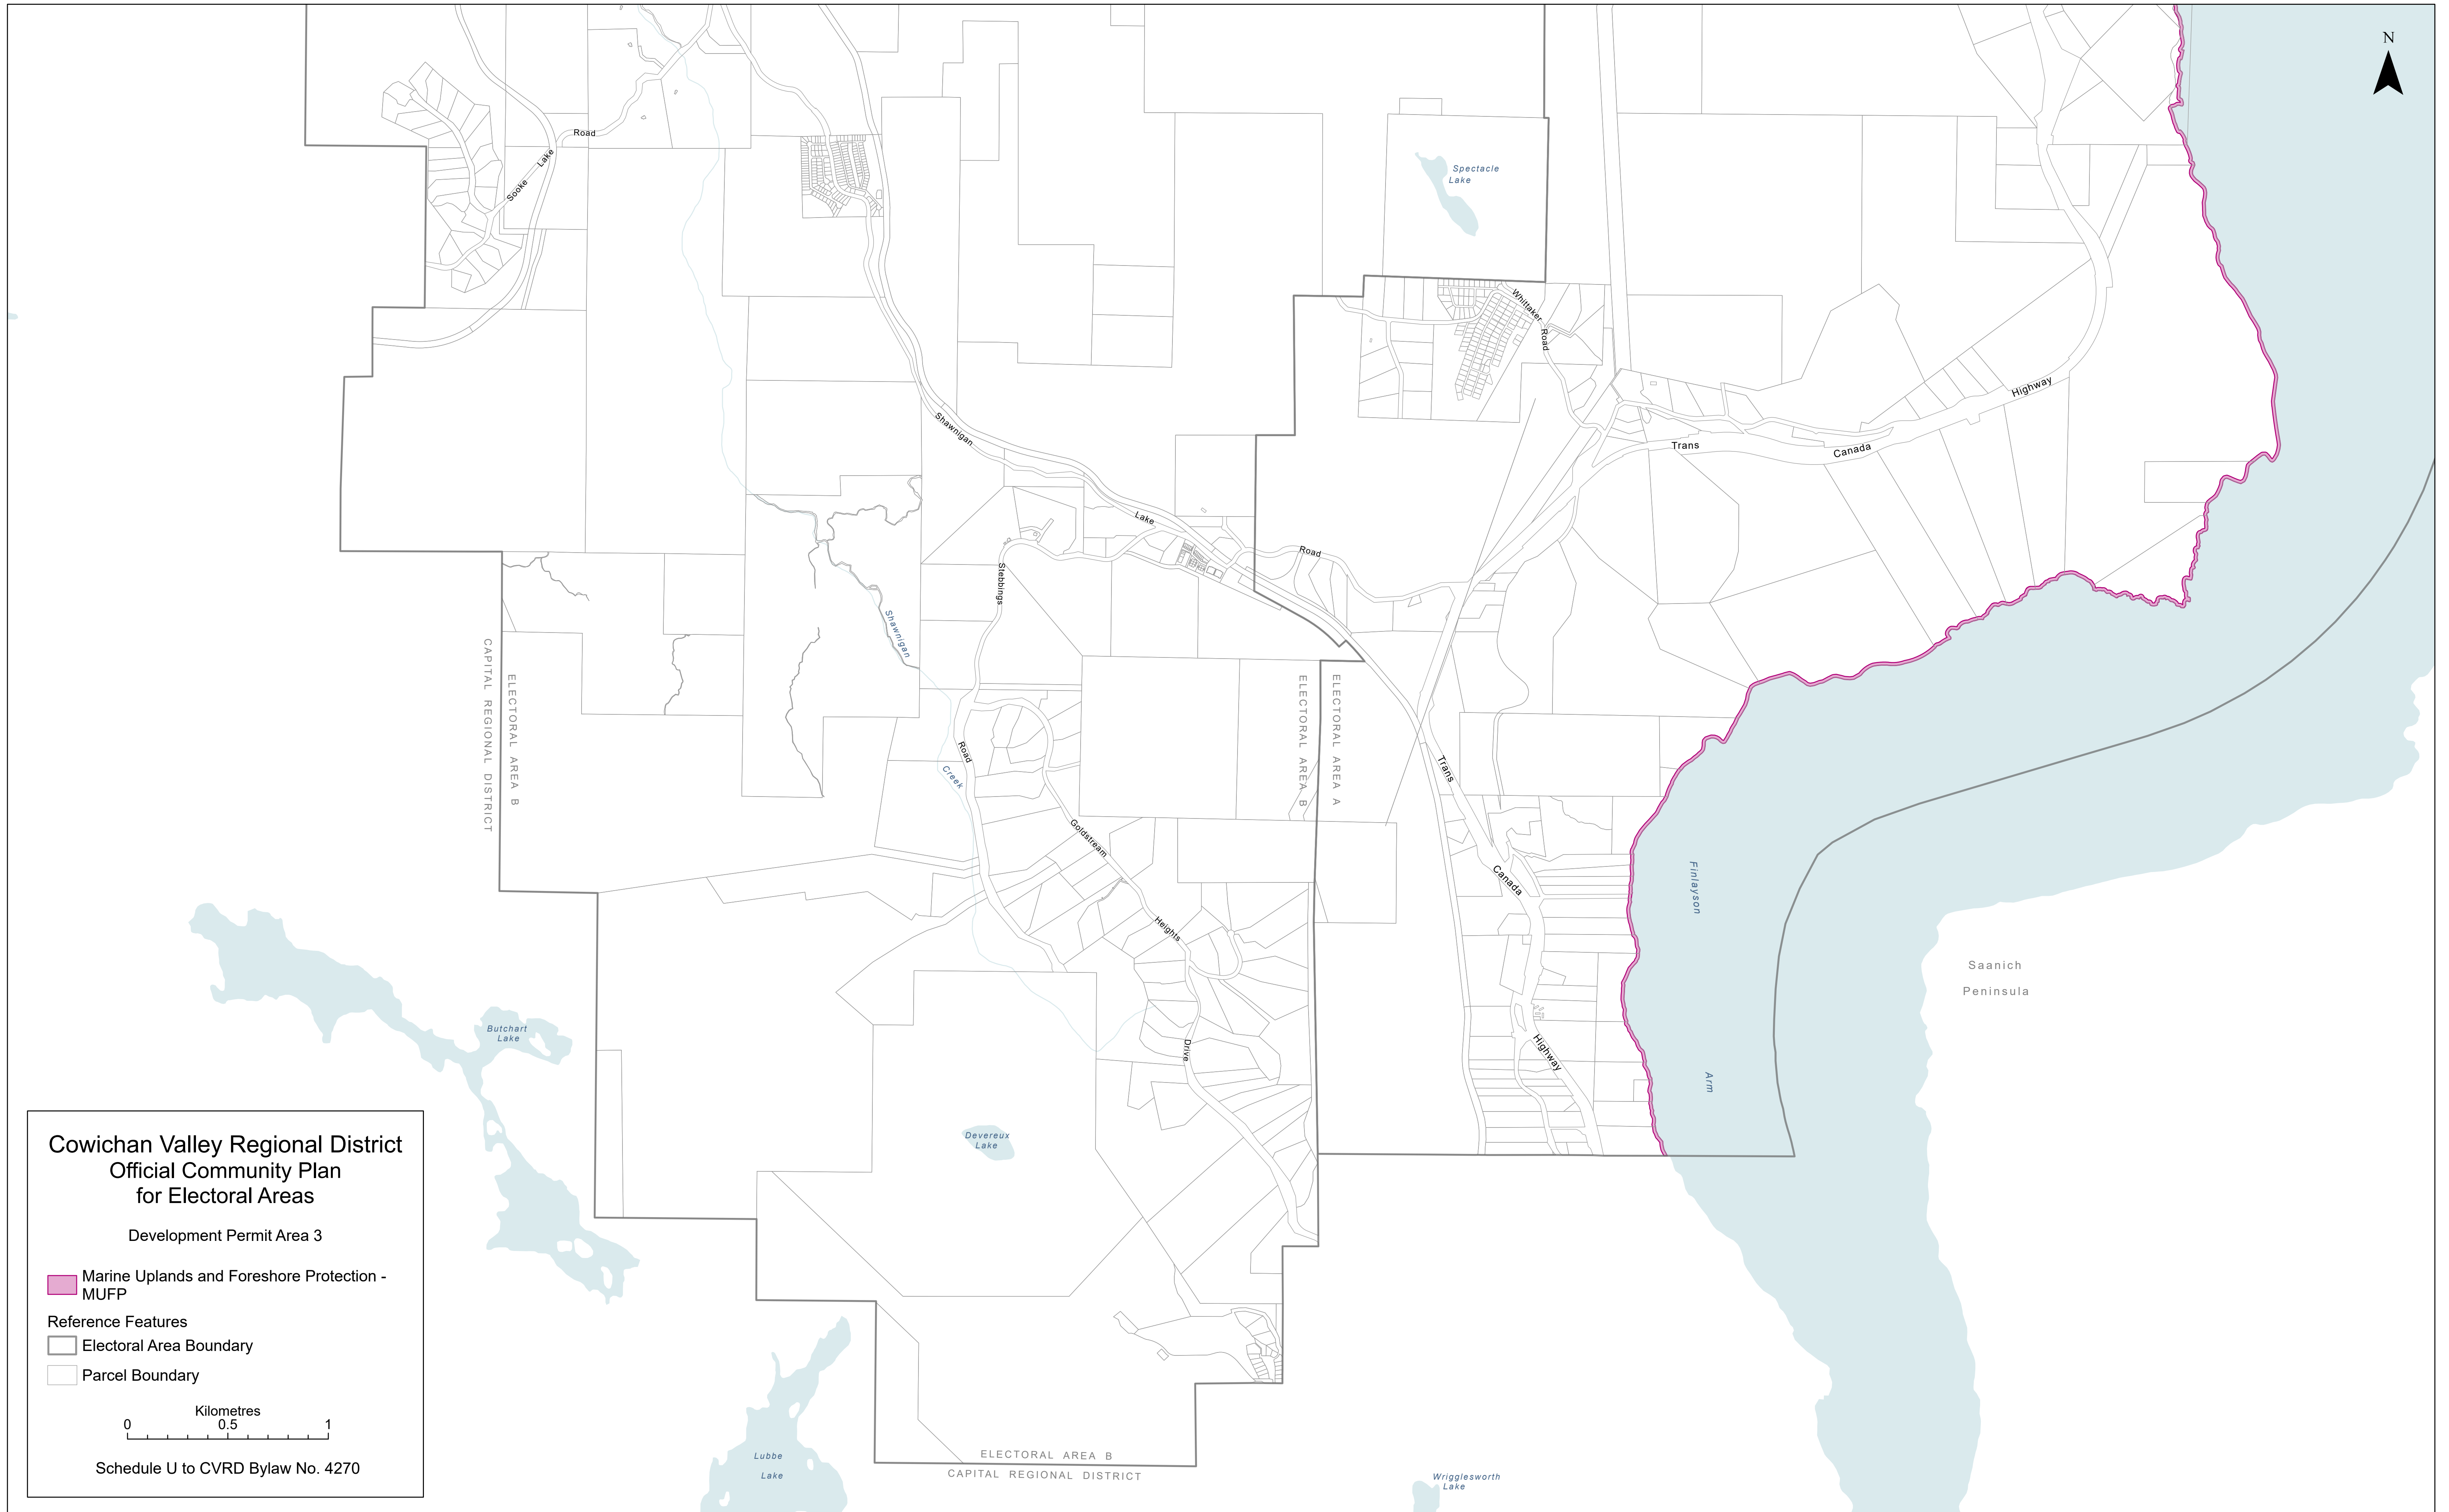 N
Road
Lake
Sooke
Spectacle
Lake
Whittaker
Road
Highway
Trans
Canada
Shawnigan
Lake
Road
Stebbings
Road
Shawnigan
Creek
CAPITAL REGIONAL DISTRICT
ELECTORAL AREA B
ELECTORAL AREA B
ELECTORAL AREA A
Trans
Canada
Highway
Goldstream
Heights
Drive
Finlayson
Arm
Saanich
Peninsula
Butchart
Lake
Devereux
Lake
Lubbe
Lake
Wrigglesworth
Lake
ELECTORAL AREA B
CAPITAL REGIONAL DISTRICT
Cowichan Valley Regional District
Official Community Plan
for Electoral Areas
Development Permit Area 3
Marine Uplands and Foreshore Protection -
MUFP
Reference Features
Electoral Area Boundary
Parcel Boundary
Kilometres
0 0.5 1
Schedule U to CVRD Bylaw No. 4270